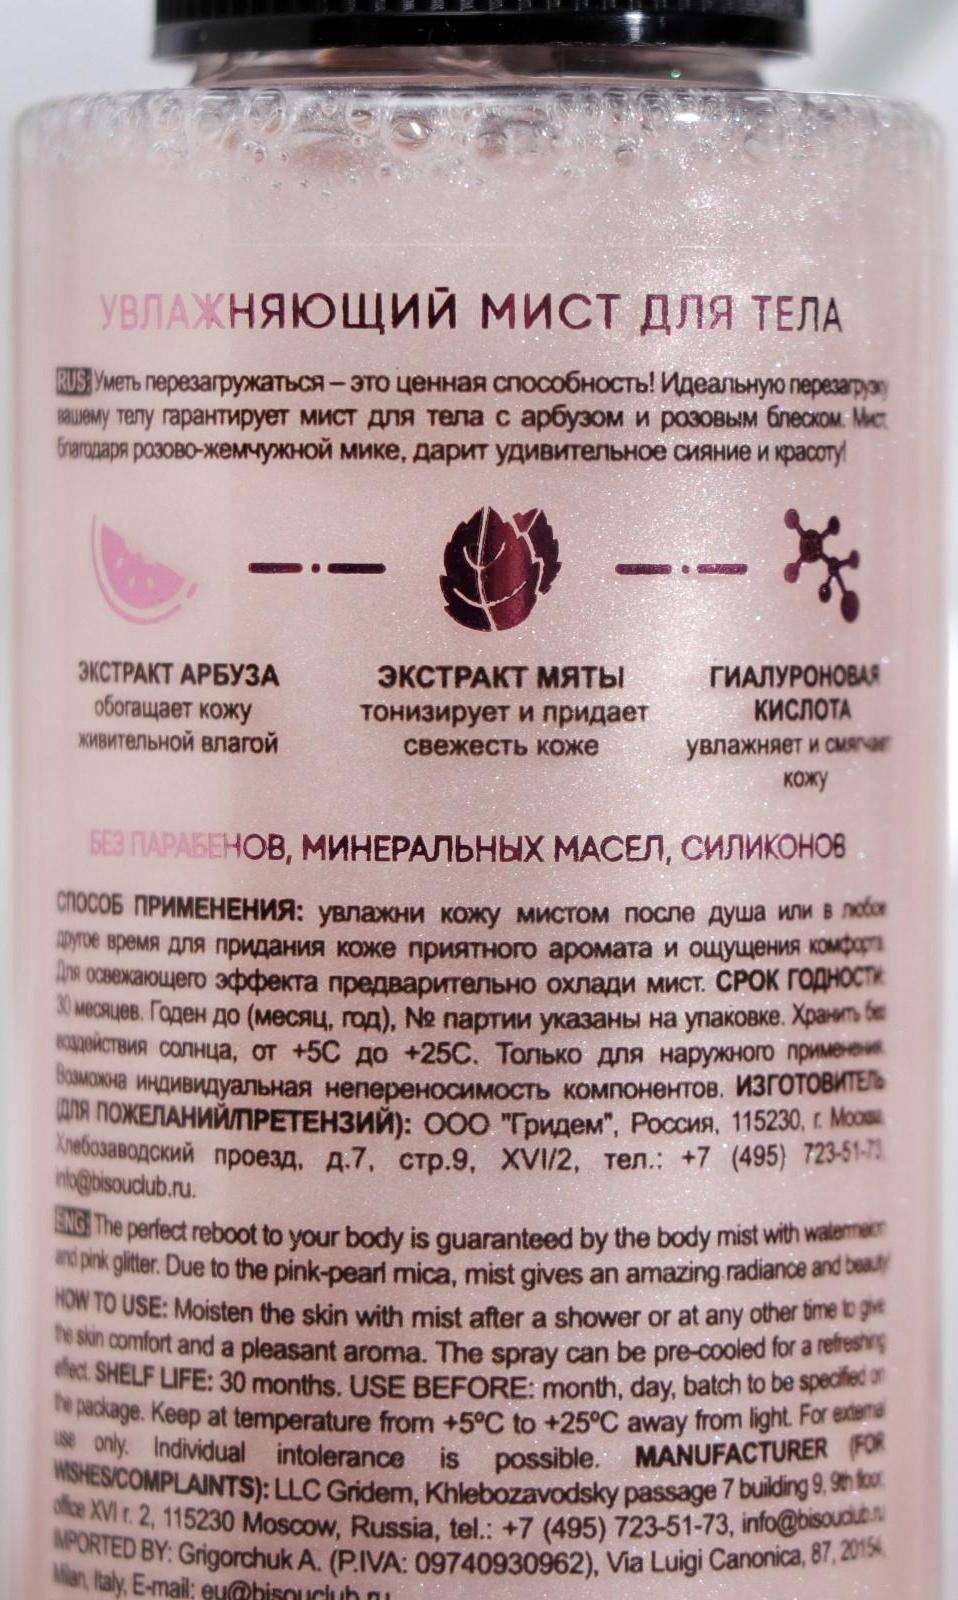 УВЛАЖНЯЮЩИЙ МИСТ ДЛЯ ТЕЛА
RUS: Уметь перезагружаться – это ценная способность! Идеальную перезагрузку
вашему телу гарантирует мист для тела с арбузом и розовым блеском. Мист,
благодаря розово-жемчужной мике, дарит удивительное сияние и красоту!
ЭКСТРАКТ АРБУЗА
обогащает кожу
живительной влагой
ЭКСТРАКТ МЯТЫ
тонизирует и придает
свежесть коже
ГИАЛУРОНОВАЯ
КИСЛОТА
увлажняет и смягчает
кожу
БЕЗ ПАРАБЕНОВ, МИНЕРАЛЬНЫХ МАСЕЛ, СИЛИКОНОВ
СПОСОБ ПРИМЕНЕНИЯ: увлажни кожу мистом после душа или в любое
другое время для придания коже приятного аромата и ощущения комфорта.
Для освежающего эффекта предварительно охлади мист. СРОК ГОДНОСТИ:
30 месяцев. Годен до (месяц, год), № партии указаны на упаковке. Хранить без
воздействия солнца, от +5С до +25С. Только для наружного применения.
Возможна индивидуальная непереносимость компонентов. ИЗГОТОВИТЕЛЬ
(ДЛЯ ПОЖЕЛАНИЙ/ПРЕТЕНЗИЙ): ООО "Гридем", Россия, 115230, г. Москва,
Хлебозаводский проезд, д.7, стр.9, XVI/2, тел.: +7 (495) 723-51-73,
info@bisouclub.ru.
ENG: The perfect reboot to your body is guaranteed by the body mist with watermelon
and pink glitter. Due to the pink-pearl mica, mist gives an amazing radiance and beauty!
HOW TO USE: Moisten the skin with mist after a shower or at any other time to give
the skin comfort and a pleasant aroma. The spray can be pre-cooled for a refreshing
effect. SHELF LIFE: 30 months. USE BEFORE: month, day, batch to be specified on
the package. Keep at temperature from +5ºC to +25ºC away from light. For external
use only. Individual intolerance is possible. MANUFACTURER (FOR
WISHES/COMPLAINTS): LLC Gridem, Khlebozavodsky passage 7 building 9, 9th floor,
office XVI r. 2, 115230 Moscow, Russia, tel.: +7 (495) 723-51-73, info@bisouclub.ru
IMPORTED BY: Grigorchuk A. (P.IVA: 09740930962), Via Luigi Canonica, 87, 20154,
Milan, Italy, E-mail: eu@bisouclub.ru